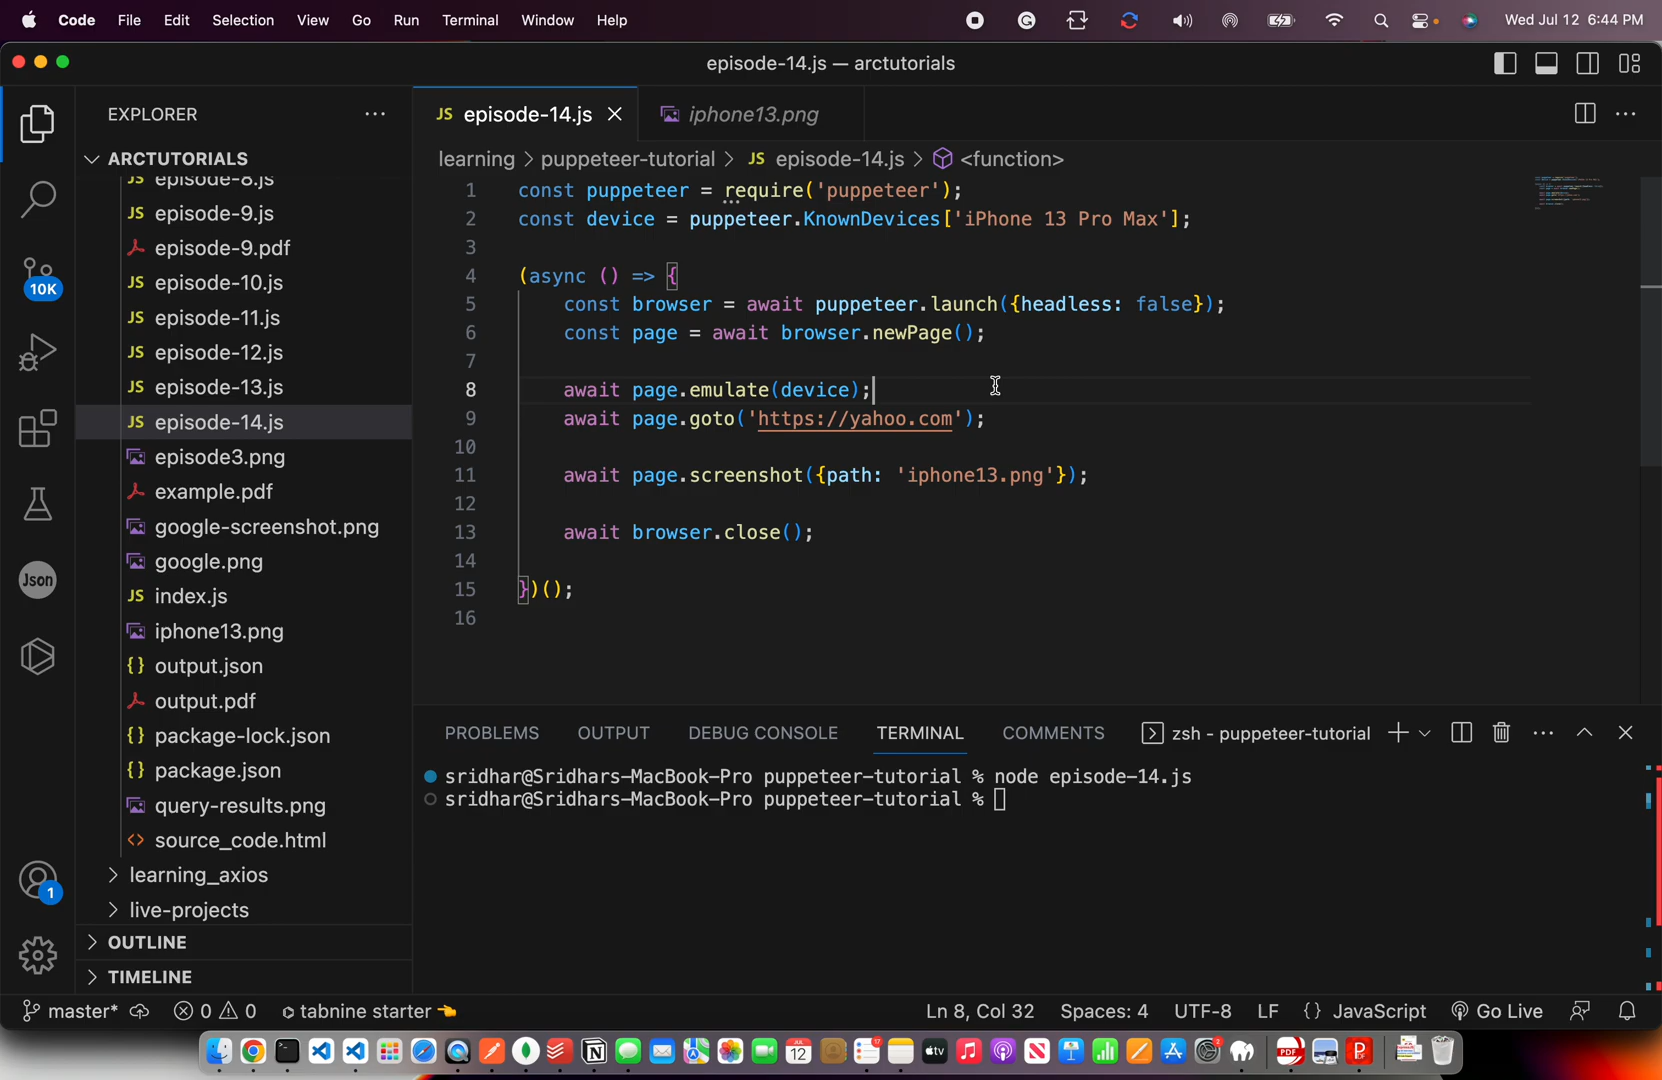 Code File Edit Selection View Go Run Terminal Window Help Wed Jul 12 6:44 PM
episode-14.js — arctutorials
EXPLORER
ARCTUTORIALS
JS episode-8.js
JS episode-9.js
episode-9.pdf
JS episode-10.js
JS episode-11.js
JS episode-12.js
JS episode-13.js
JS episode-14.js
episode3.png
example.pdf
google-screenshot.png
google.png
JS index.js
iphone13.png
{} output.json
output.pdf
{} package-lock.json
{} package.json
query-results.png
<> source_code.html
learning_axios
live-projects
OUTLINE
TIMELINE
10K
Json
1
JS episode-14.js
iphone13.png
learning > puppeteer-tutorial > JS episode-14.js > <function>
1 const puppeteer = require('puppeteer');
2 const device = puppeteer.KnownDevices['iPhone 13 Pro Max'];
3
4 (async () => {
5 const browser = await puppeteer.launch({headless: false});
6 const page = await browser.newPage();
7
8 await page.emulate(device);
9 await page.goto('https://yahoo.com');
10
11 await page.screenshot({path: 'iphone13.png'});
12
13 await browser.close();
14
15 })();
16
PROBLEMS OUTPUT DEBUG CONSOLE TERMINAL COMMENTS zsh - puppeteer-tutorial
sridhar@Sridhars-MacBook-Pro puppeteer-tutorial % node episode-14.js
sridhar@Sridhars-MacBook-Pro puppeteer-tutorial %
master* 0 0 tabnine starter Ln 8, Col 32 Spaces: 4 UTF-8 LF {} JavaScript Go Live